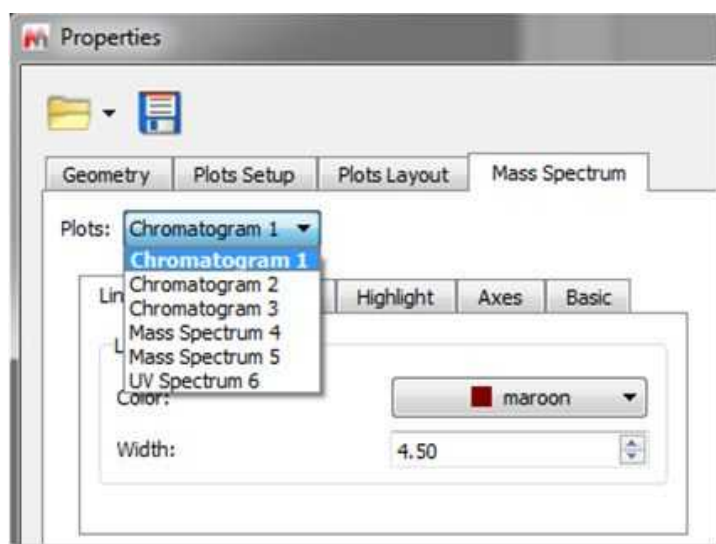 Properties
Geometry Plots Setup Plots Layout Mass Spectrum
Plots: Chromatogram 1
Chromatogram 1
Chromatogram 2
Chromatogram 3
Mass Spectrum 4
Mass Spectrum 5
UV Spectrum 6
Highlight Axes Basic
Color: maroon
Width: 4.50